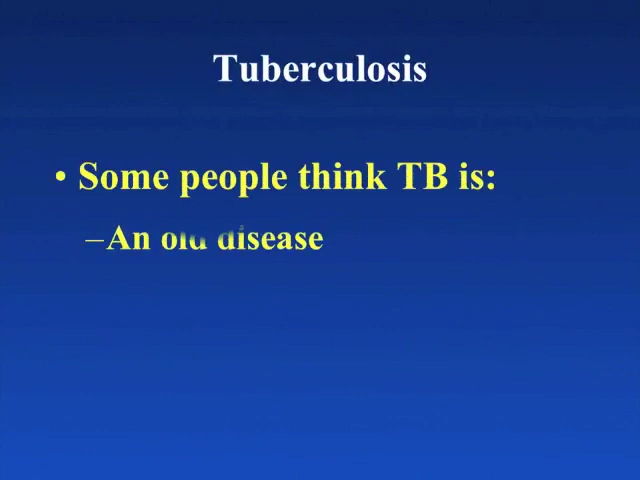 Tuberculosis
• Some people think TB is:
–An old disease